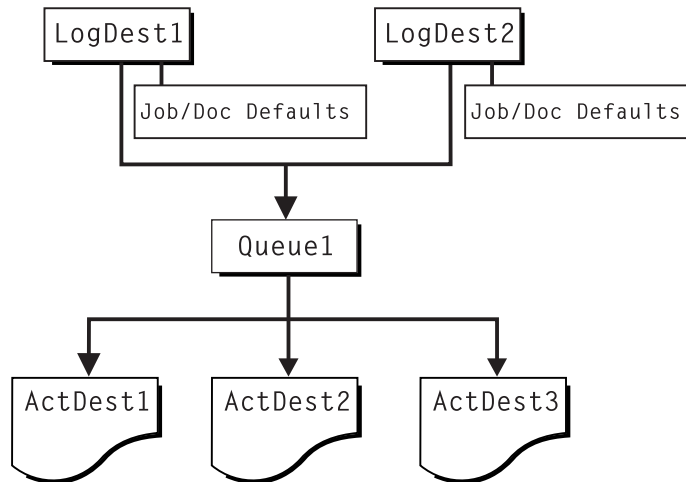 LogDest1
LogDest2
Job/Doc Defaults
Job/Doc Defaults
Queue1
ActDest1
ActDest2
ActDest3